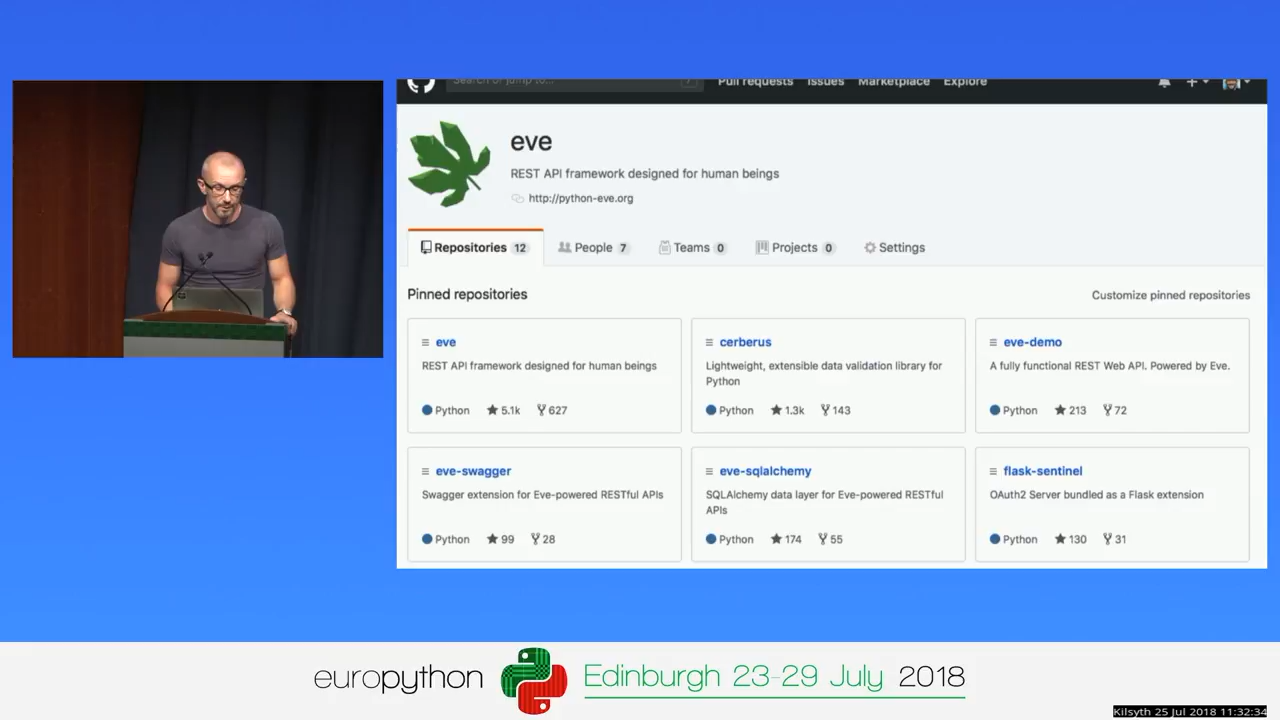 Search or jump to... /
Pull requests Issues Marketplace Explore
eve
REST API framework designed for human beings
http://python-eve.org
Repositories 12 People 7 Teams 0 Projects 0 Settings
Pinned repositories
Customize pinned repositories
eve
REST API framework designed for human beings
Python 5.1k 627
cerberus
Lightweight, extensible data validation library for
Python
Python 1.3k 143
eve-demo
A fully functional REST Web API. Powered by Eve.
Python 213 72
eve-swagger
Swagger extension for Eve-powered RESTful APIs
Python 99 28
eve-sqlalchemy
SQLAlchemy data layer for Eve-powered RESTful
APIs
Python 174 55
flask-sentinel
OAuth2 Server bundled as a Flask extension
Python 130 31
europython Edinburgh 23-29 July 2018
Kilsyth 25 Jul 2018 11:32:34